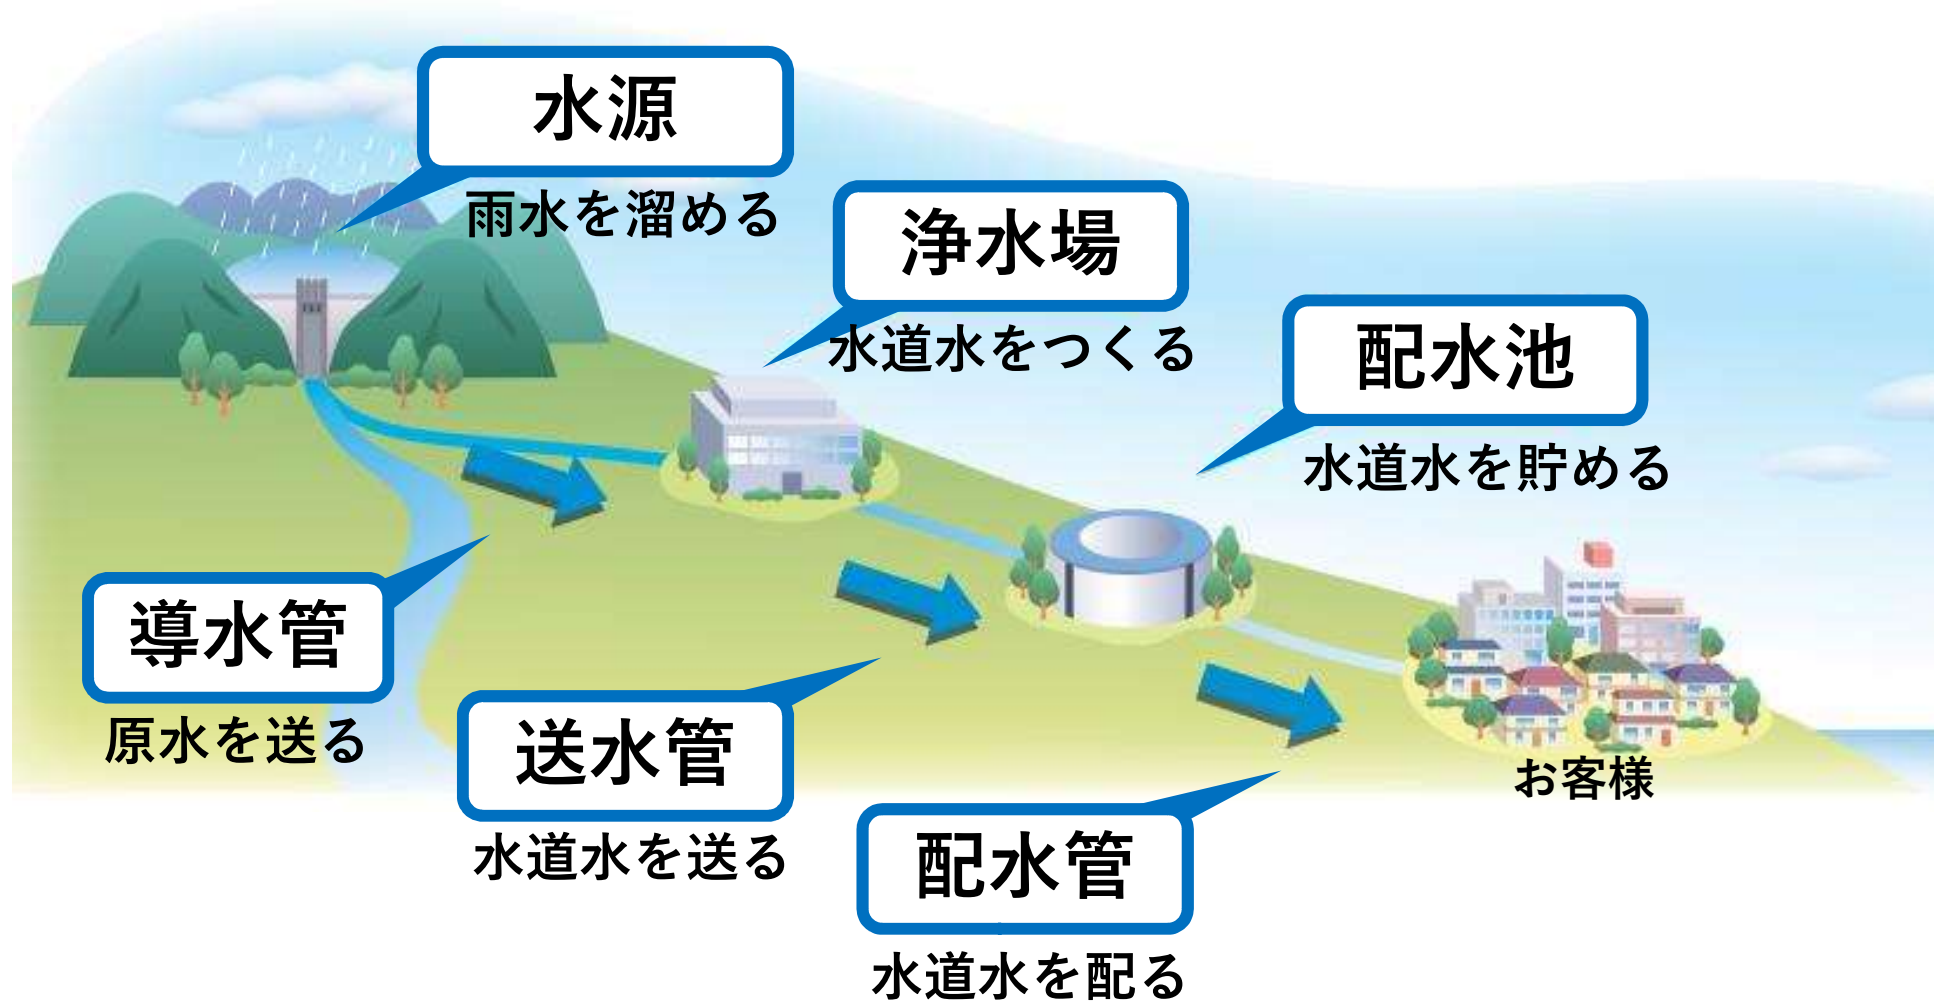 水源
雨水を溜める
浄水場
水道水をつくる
配水池
水道水を貯める
導水管
原水を送る
送水管
水道水を送る
配水管
水道水を配る
お客様